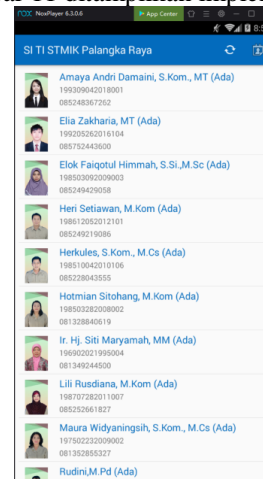 NOX NoxPlayer 6.3.0.6 App Center
SI TI STMIK Palangka Raya
Amaya Andri Damaini, S.Kom., MT (Ada)
199309042018001
085248367262
Elia Zakharia, MT (Ada)
199205262016104
085752443600
Elok Faiqotul Himmah, S.Si.,M.Sc (Ada)
198503092009003
085249429058
Heri Setiawan, M.Kom (Ada)
198612052012101
085249219086
Herkules, S.Kom., M.Cs (Ada)
198510042010106
085228043555
Hotmian Sitohang, M.Kom (Ada)
198503282008002
081328840619
Ir. Hj. Siti Maryamah, MM (Ada)
196902021995004
081349244500
Lili Rusdiana, M.Kom (Ada)
198707282011007
085252661827
Maura Widyaningsih, S.Kom., M.Cs (Ada)
197502232009002
081352855327
Rudini,M.Pd (Ada)